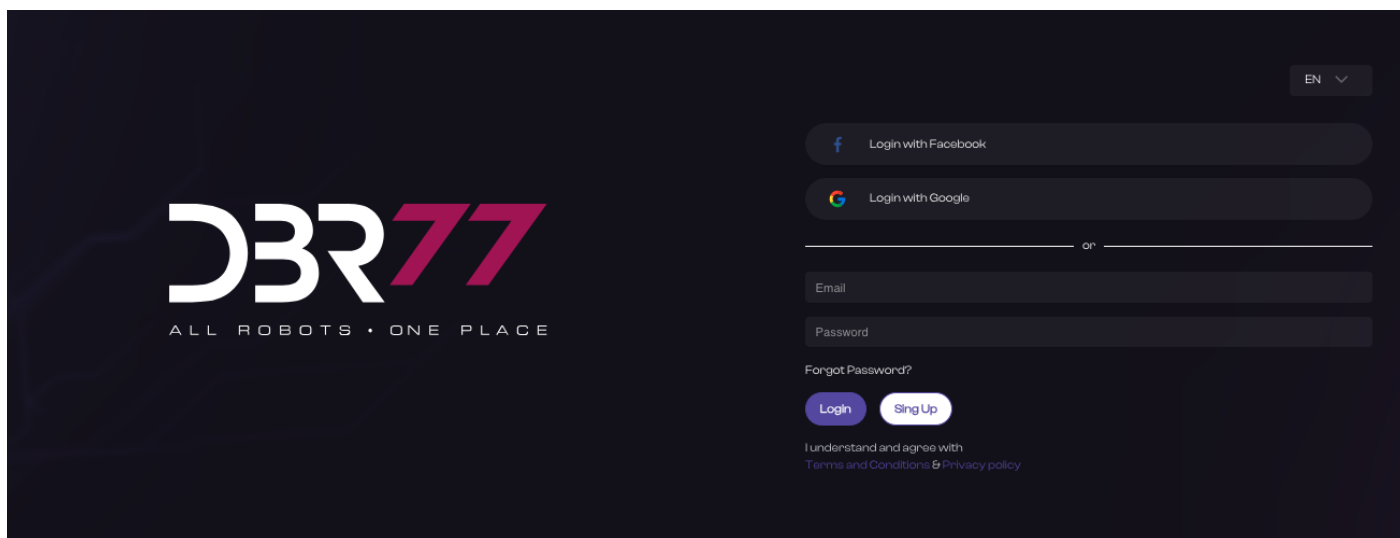 EN
Login with Facebook
Login with Google
or
DBR77
ALL ROBOTS • ONE PLACE
Email
Password
Forgot Password?
Login
Sing Up
I understand and agree with
Terms and Conditions & Privacy policy